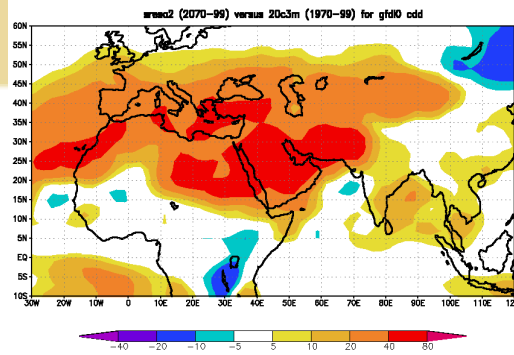 sresa2 (2070-99) versus 20c3m (1970-99) for gfdl0 cdd
60N
55N
50N
45N
40N
35N
30N
25N
20N
15N
10N
5N
EQ
5S
10S
30W 20W 10W 0 10E 20E 30E 40E 50E 60E 70E 80E 90E 100E 110E 12
-40 -20 -10 -5 5 10 20 40 80